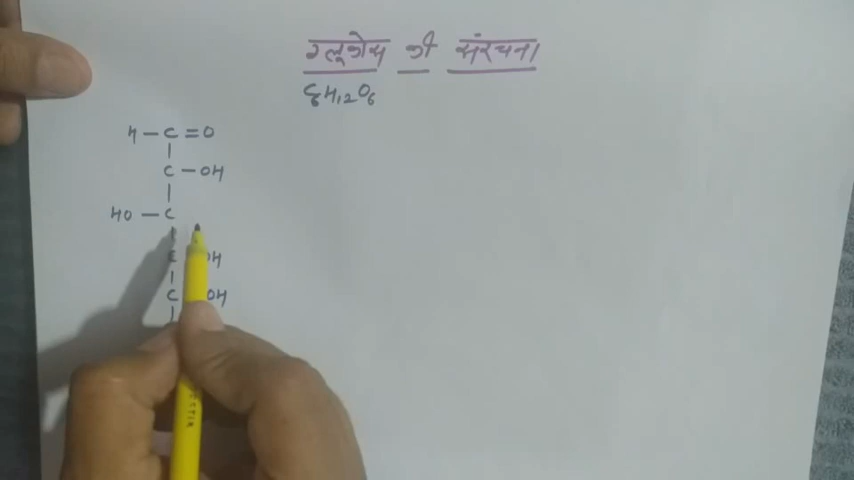 ग्लूकोस की संरचना
C6H12O6
H — C = O
|
C — OH
|
HO — C
|
C OH
|
C OH
|